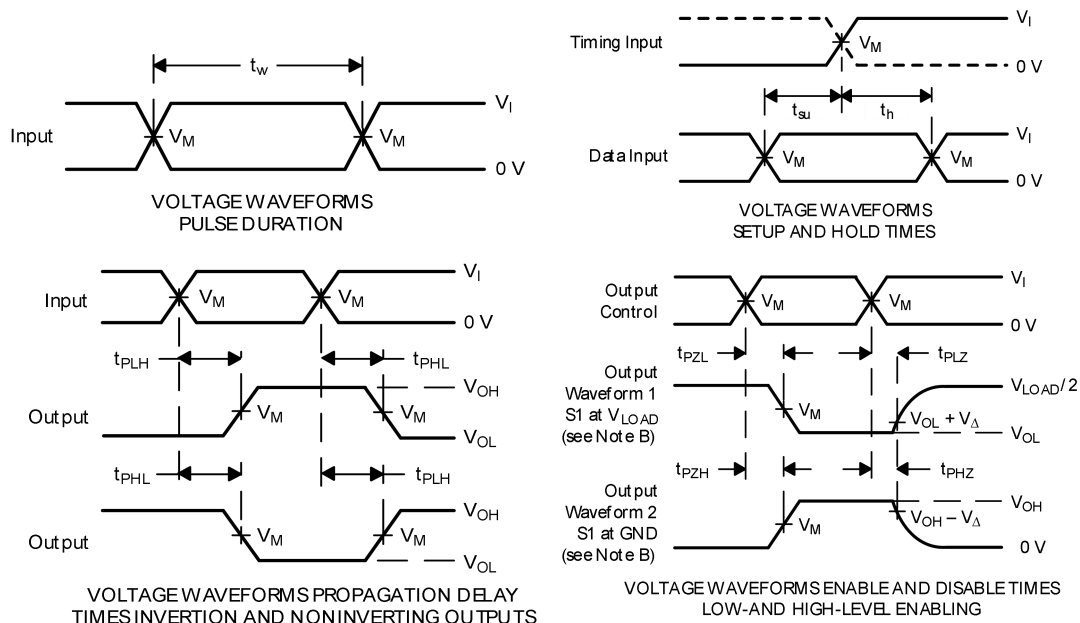 t_w
V_I
Input
V_M
V_M
0 V
VOLTAGE WAVEFORMS
PULSE DURATION
V_I
Timing Input
V_M
0 V
t_su
t_h
V_I
Data Input
V_M
V_M
0 V
VOLTAGE WAVEFORMS
SETUP AND HOLD TIMES
V_I
Input
V_M
V_M
0 V
t_PLH
t_PHL
V_OH
Output
V_M
V_M
V_OL
t_PHL
t_PLH
V_OH
Output
V_M
V_M
V_OL
VOLTAGE WAVEFORMS PROPAGATION DELAY
TIMES INVERTION AND NONINVERTING OUTPUTS
V_I
Output
Control
V_M
V_M
0 V
t_PZL
t_PLZ
Output
Waveform 1
S1 at V_LOAD
(see Note B)
V_LOAD/2
V_M
V_OL + V_Δ
V_OL
t_PZH
t_PHZ
Output
Waveform 2
S1 at GND
(see Note B)
V_OH
V_M
V_OH – V_Δ
0 V
VOLTAGE WAVEFORMS ENABLE AND DISABLE TIMES
LOW-AND HIGH-LEVEL ENABLING